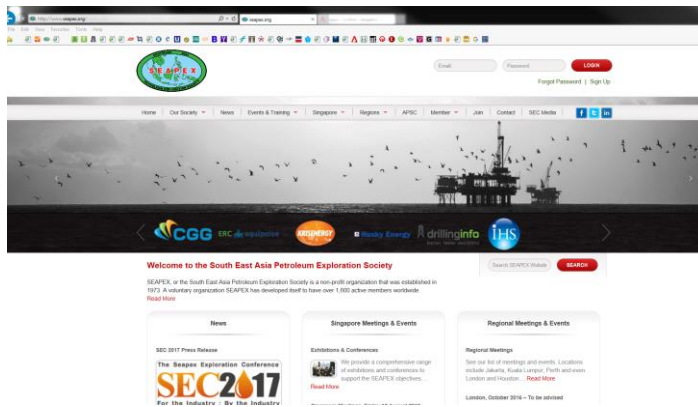 http://www.seapex.org/
seapex.org
File Edit View Favorites Tools Help
SEAPEX
Email
Password
LOGIN
Forgot Password | Sign Up
Home Our Society News Events & Training Singapore Regions APSC Member Join Contact SEC Media
CGG ERC equipoise KRISENERGY Husky Energy drillinginfo IHS
Welcome to the South East Asia Petroleum Exploration Society
Search SEAPEX Website
SEARCH
SEAPEX, or the South East Asia Petroleum Exploration Society is a non-profit organization that was established in
1973. A voluntary organization SEAPEX has developed itself to have over 1,600 active members worldwide.
Read More
News
SEC 2017 Press Release
The Seapex Exploration Conference
SEC2017
For the Industry : By the Industry
Singapore Meetings & Events
Exhibitions & Conferences
We provide a comprehensive range
of exhibitions and conferences to
support the SEAPEX objectives...
Read More
Regional Meetings & Events
Regional Meetings
See our list of meetings and events. Locations
include Jakarta, Kuala Lumpur, Perth and even
London and Houston... Read More
London, October 2016 – To be advised